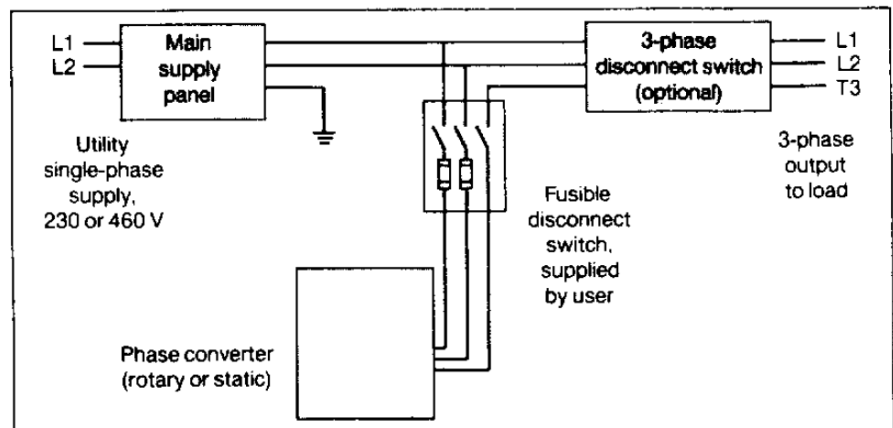 L1
L2
Main
supply
panel
3-phase
disconnect switch
(optional)
L1
L2
T3
Utility
single-phase
supply,
230 or 460 V
3-phase
output
to load
Fusible
disconnect
switch,
supplied
by user
Phase converter
(rotary or static)